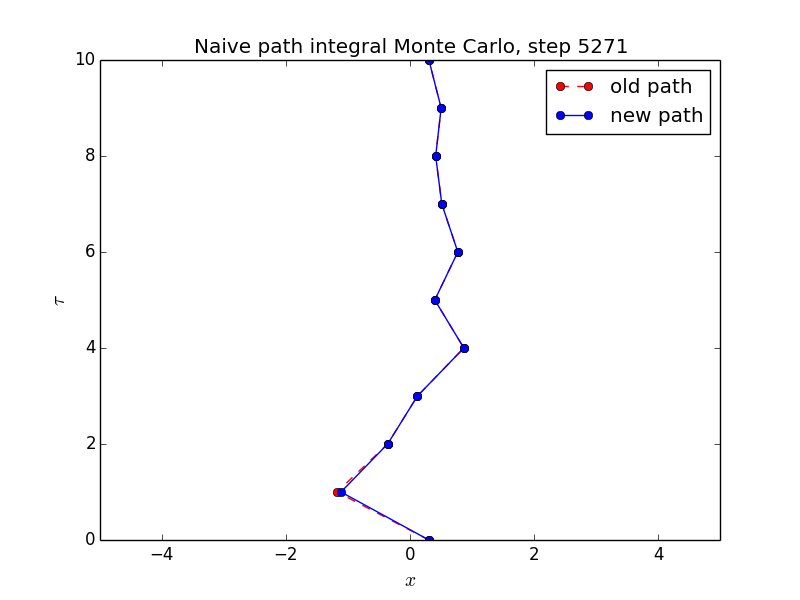 Naive path integral Monte Carlo, step 5271
old path
new path
10
8
6
4
2
0
τ
−4
−2
0
2
4
x